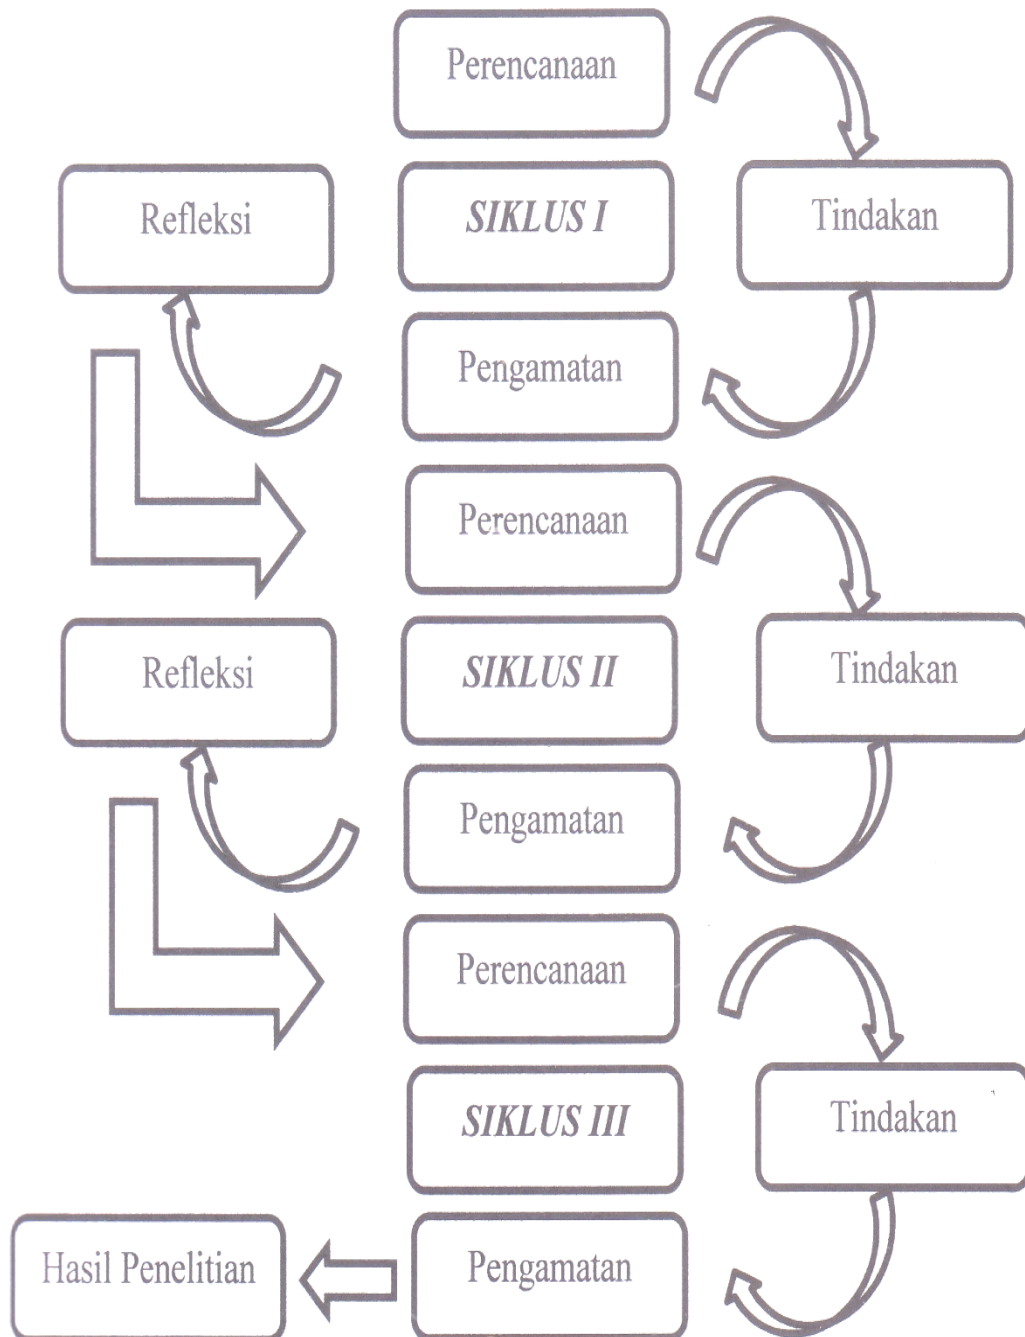 Perencanaan
Refleksi
SIKLUS I
Tindakan
Pengamatan
Perencanaan
Refleksi
SIKLUS II
Tindakan
Pengamatan
Perencanaan
SIKLUS III
Tindakan
Hasil Penelitian
Pengamatan